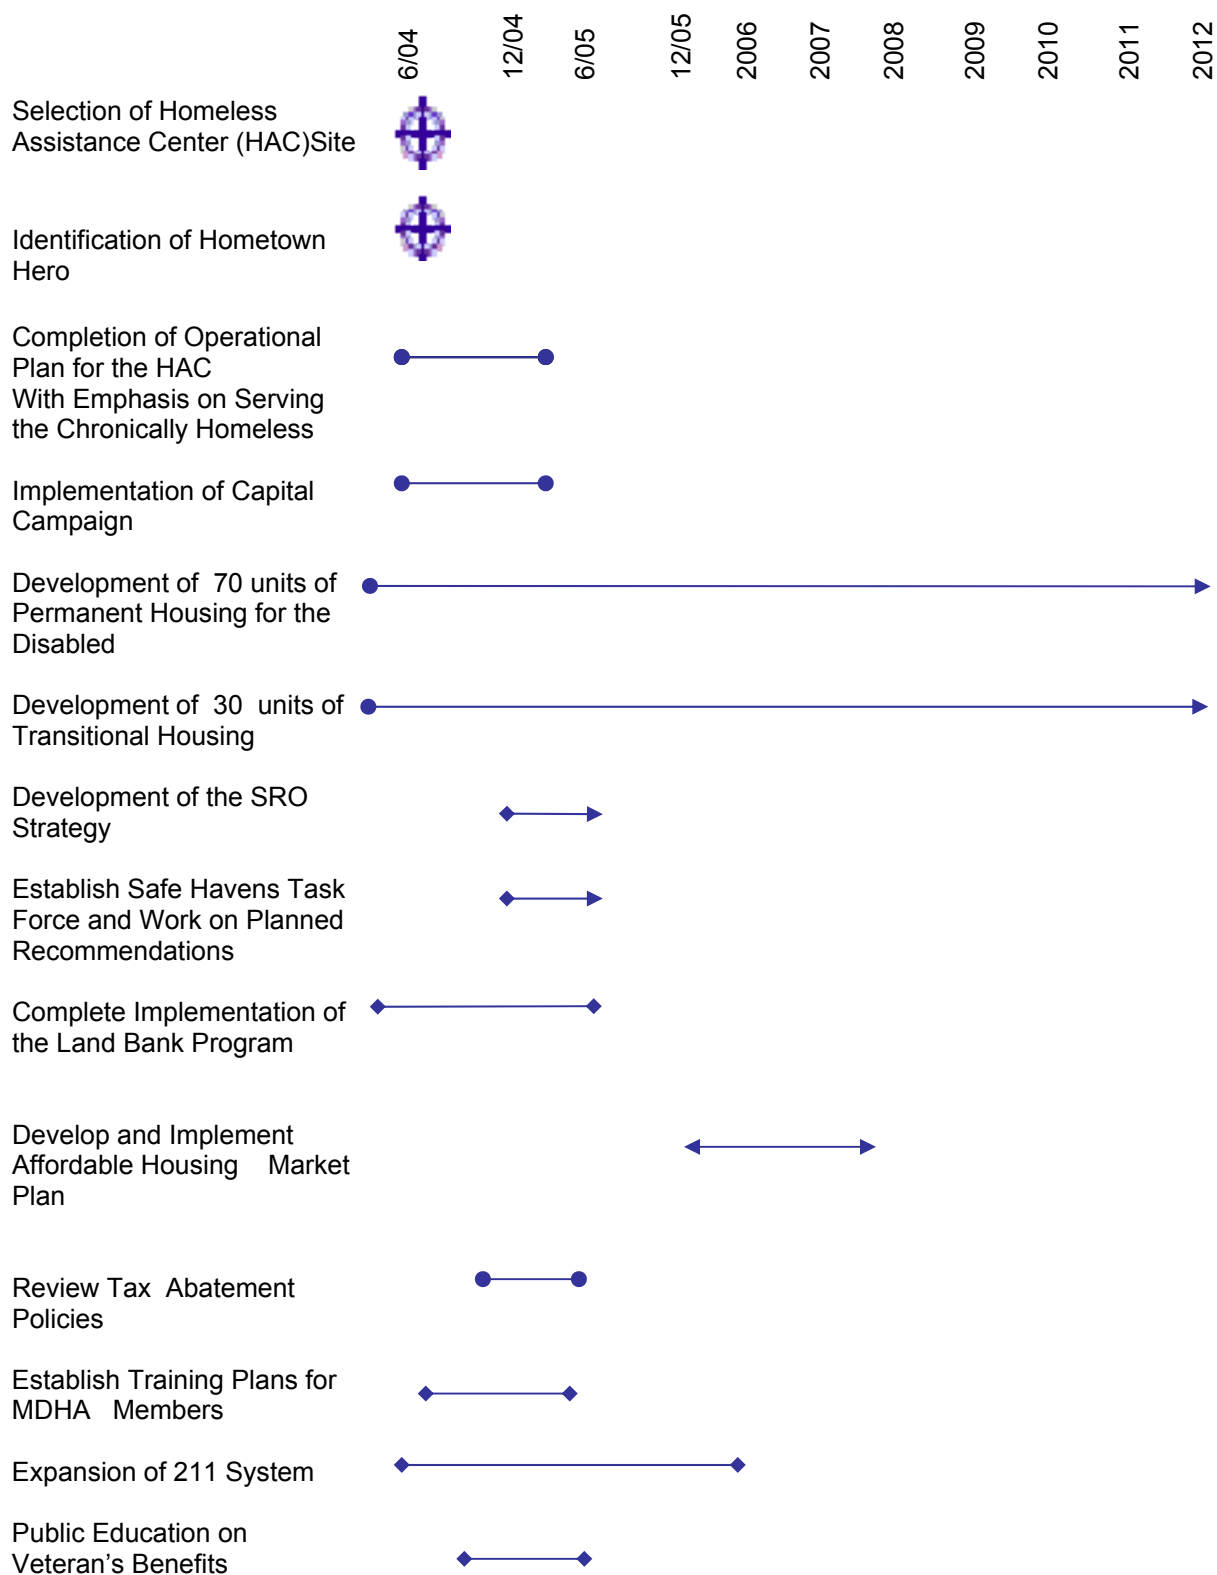 6/04
12/04
6/05
12/05
2006
2007
2008
2009
2010
2011
2012
Selection of Homeless
Assistance Center (HAC)Site
Identification of Hometown
Hero
Completion of Operational
Plan for the HAC
With Emphasis on Serving
the Chronically Homeless
Implementation of Capital
Campaign
Development of 70 units of
Permanent Housing for the
Disabled
Development of 30 units of
Transitional Housing
Development of the SRO
Strategy
Establish Safe Havens Task
Force and Work on Planned
Recommendations
Complete Implementation of
the Land Bank Program
Develop and Implement
Affordable Housing Market
Plan
Review Tax Abatement
Policies
Establish Training Plans for
MDHA Members
Expansion of 211 System
Public Education on
Veteran’s Benefits